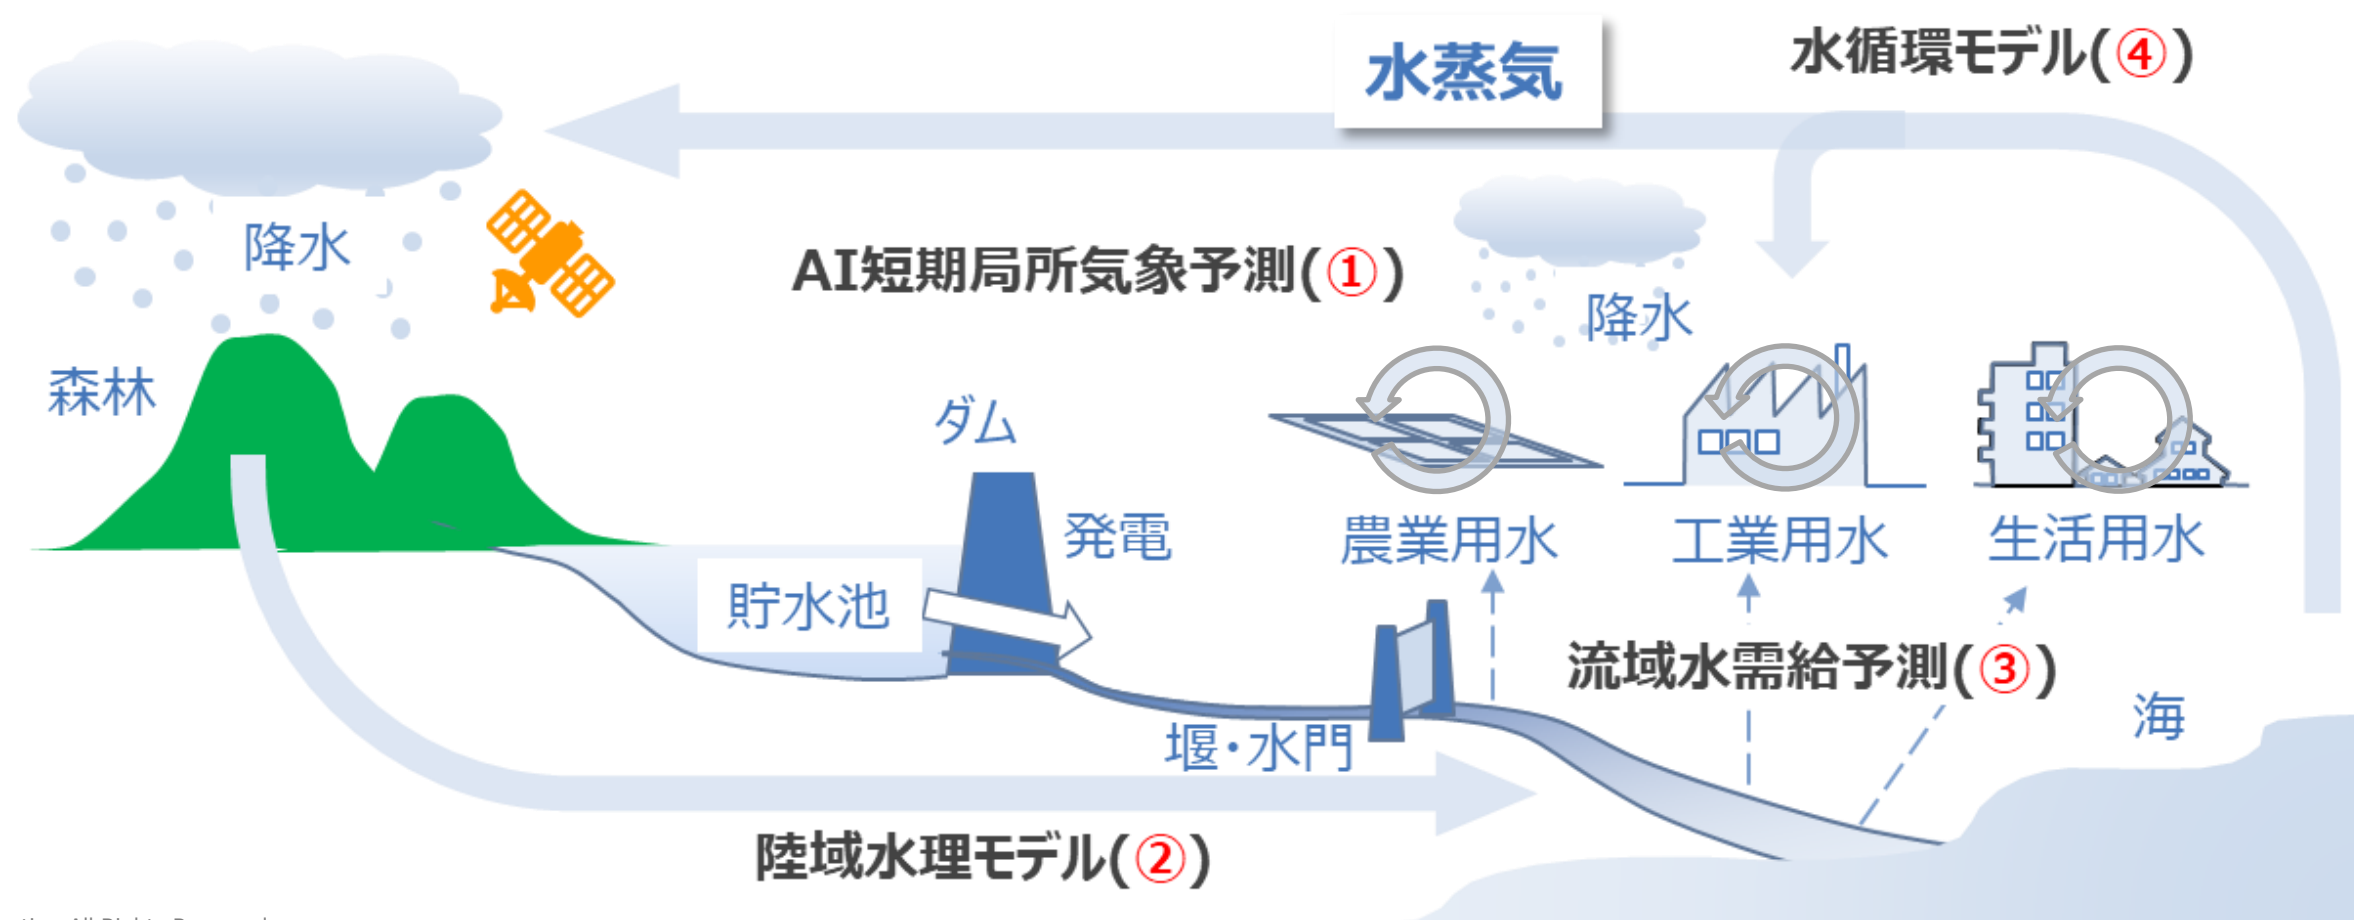 水蒸気
水循環モデル(④)
降水
AI短期局所気象予測(①)
降水
森林
ダム
発電
農業用水
工業用水
生活用水
貯水池
流域水需給予測(③)
海
堰・水門
陸域水理モデル(②)